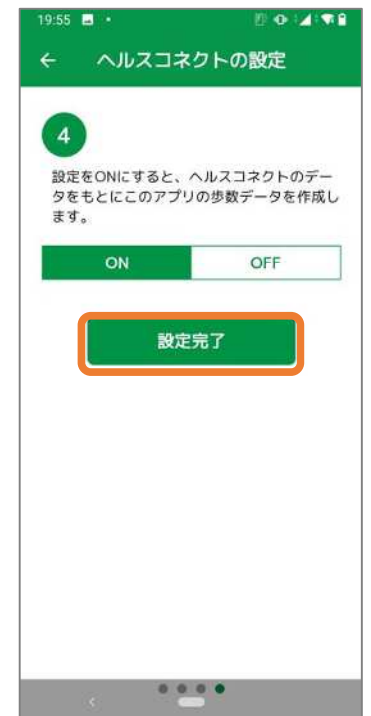 19:55
ヘルスコネクトの設定
4
設定をONにすると、ヘルスコネクトのデー
タをもとにこのアプリの歩数データを作成し
ます。
ON OFF
設定完了